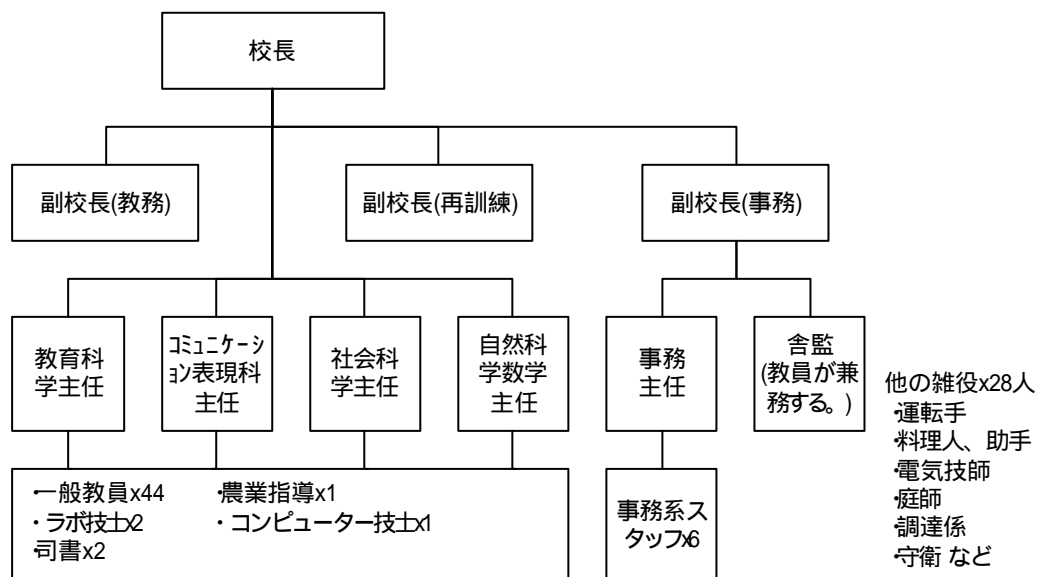 校長
副校長(教務)
副校長(再訓練)
副校長(事務)
教育科
学主任
コミュニケーシ
ョン表現科
主任
社会科
学主任
自然科
学数学
主任
事務
主任
舎監
(教員が兼
務する。)
・一般教員x44
・ラボ技士x2
・司書x2
・農業指導x1
・コンピューター技士x1
事務系ス
タッフx6
他の雑役x28人
・運転手
・料理人、助手
・電気技師
・庭師
・調達係
・守衛 など